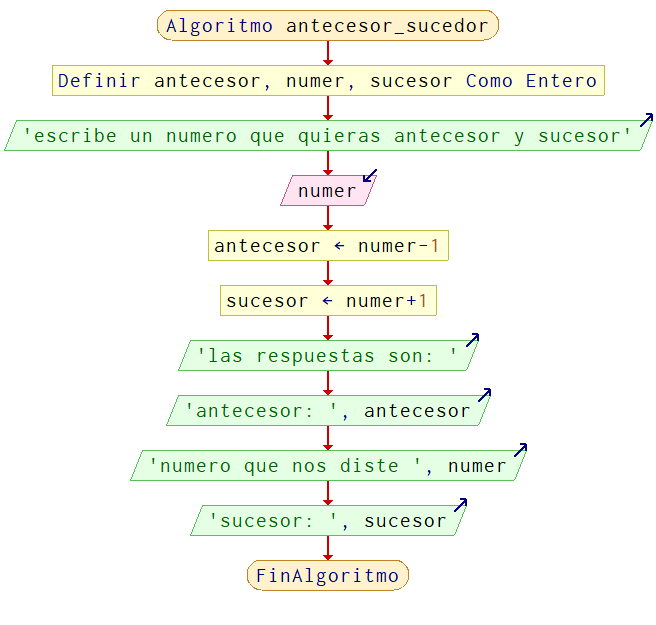 Algoritmo antecesor_sucedor
Definir antecesor, numer, sucesor Como Entero
'escribe un numero que quieras antecesor y sucesor'
numer
antecesor ← numer-1
sucesor ← numer+1
'las respuestas son: '
'antecesor: ', antecesor
'numero que nos diste ', numer
'sucesor: ', sucesor
FinAlgoritmo